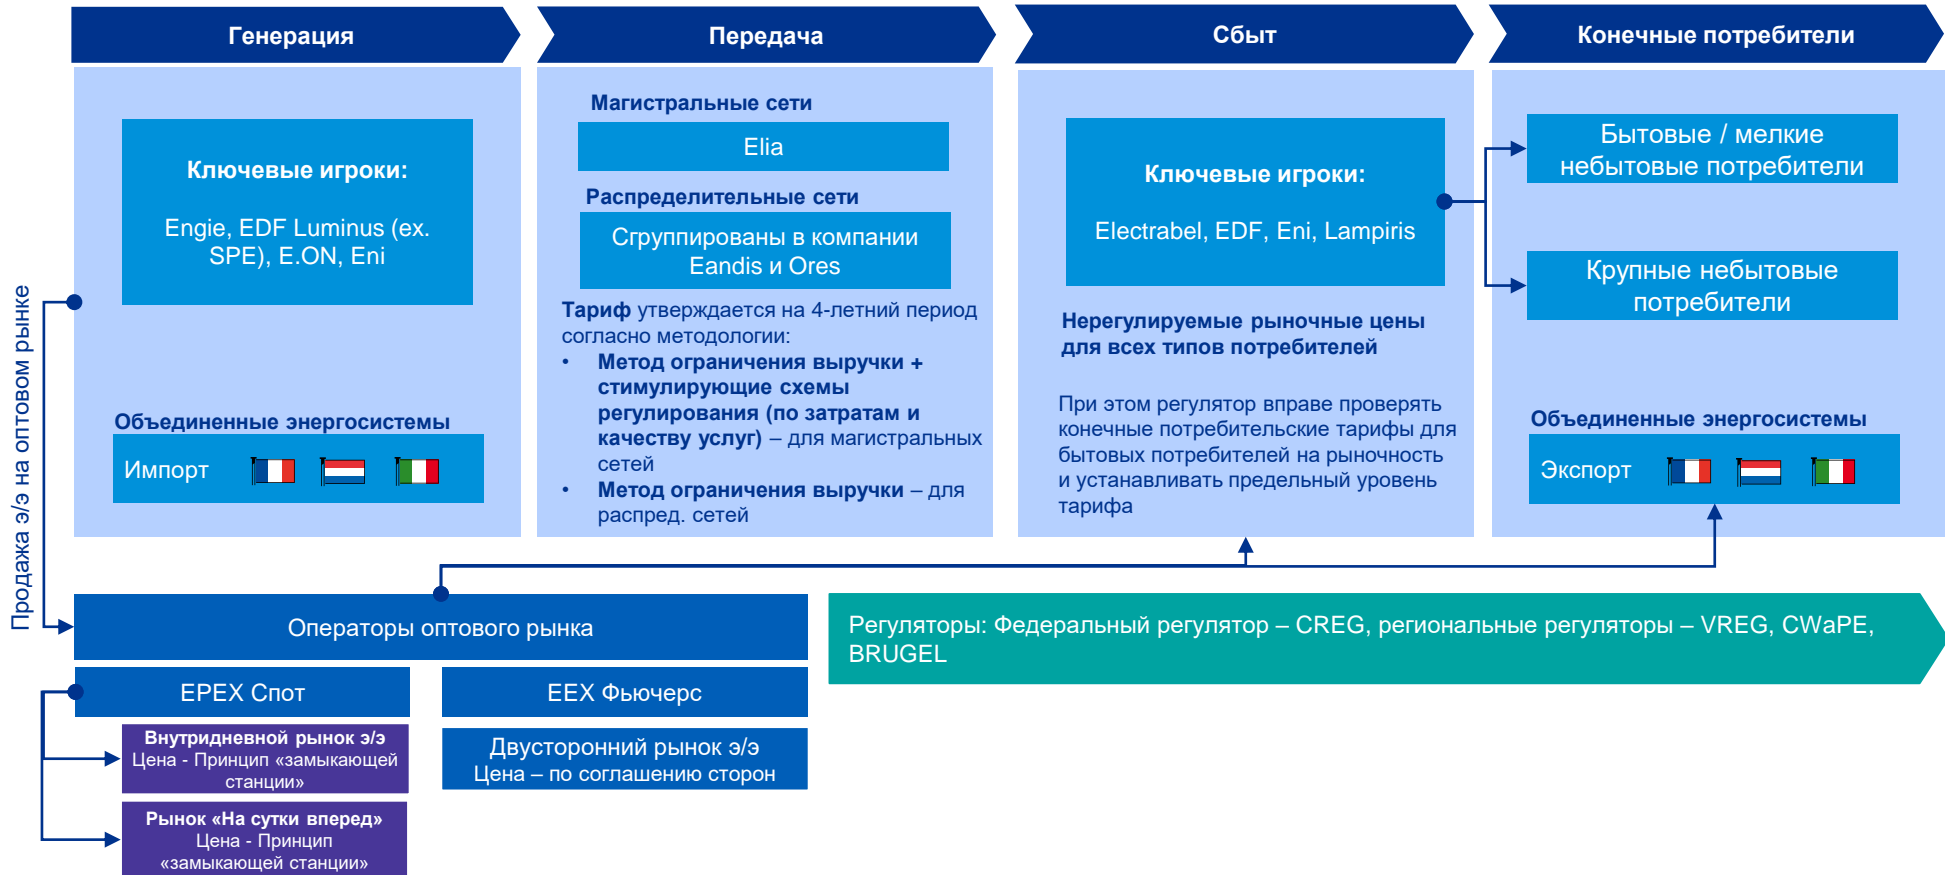 Генерация
Передача
Сбыт
Конечные потребители
Ключевые игроки:
Engie, EDF Luminus (ex.
SPE), E.ON, Eni
Объединенные энергосистемы
Импорт
Магистральные сети
Elia
Распределительные сети
Сгруппированы в компании
Eandis и Ores
Тариф утверждается на 4-летний период
согласно методологии:
• Метод ограничения выручки +
стимулирующие схемы
регулирования (по затратам и
качеству услуг) – для магистральных
сетей
• Метод ограничения выручки – для
распред. сетей
Ключевые игроки:
Electrabel, EDF, Eni, Lampiris
Нерегулируемые рыночные цены
для всех типов потребителей
При этом регулятор вправе проверять
конечные потребительские тарифы для
бытовых потребителей на рыночность
и устанавливать предельный уровень
тарифа
Бытовые / мелкие
небытовые потребители
Крупные небытовые
потребители
Объединенные энергосистемы
Экспорт
Продажа э/э на оптовом рынке
Операторы оптового рынка
EPEX Спот
EEX Фьючерс
Внутридневной рынок э/э
Цена - Принцип «замыкающей
станции»
Двусторонний рынок э/э
Цена – по соглашению сторон
Рынок «На сутки вперед»
Цена - Принцип
«замыкающей станции»
Регуляторы: Федеральный регулятор – CREG, региональные регуляторы – VREG, CWaPE,
BRUGEL